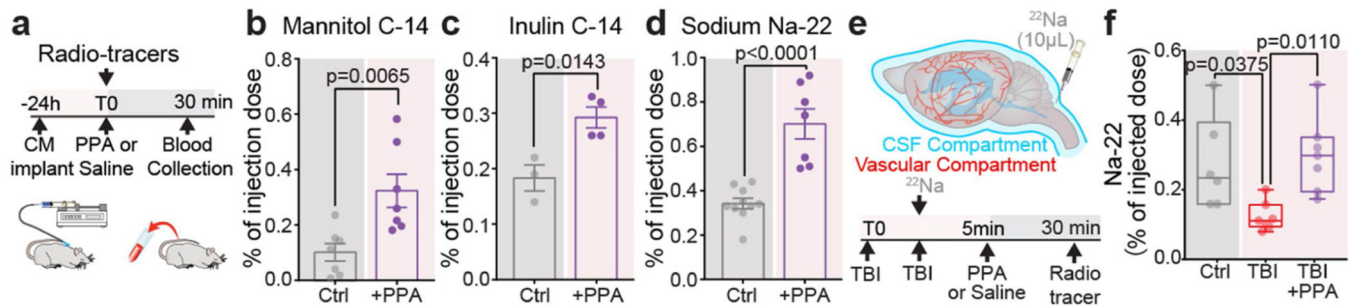 a
Radio-tracers
-24h T0 30 min
CM PPA or Blood
implant Saline Collection
b Mannitol C-14
% of injection dose
0.8
0.6
0.4
0.2
0.0
p=0.0065
Ctrl +PPA
c Inulin C-14
% of injection dose
0.4
0.3
0.2
0.1
0.0
p=0.0143
Ctrl +PPA
d Sodium Na-22
% of injection dose
1.0
0.8
0.6
0.4
0.2
0.0
p<0.0001
Ctrl +PPA
e
22Na
(10μL)
CSF Compartment
Vascular Compartment
22Na
T0 5min 30 min
TBI TBI PPA Radio
or Saline tracer
f
Na-22
(% of injected dose)
0.6
0.4
0.2
0.0
p=0.0110
p=0.0375
Ctrl TBI TBI
+PPA